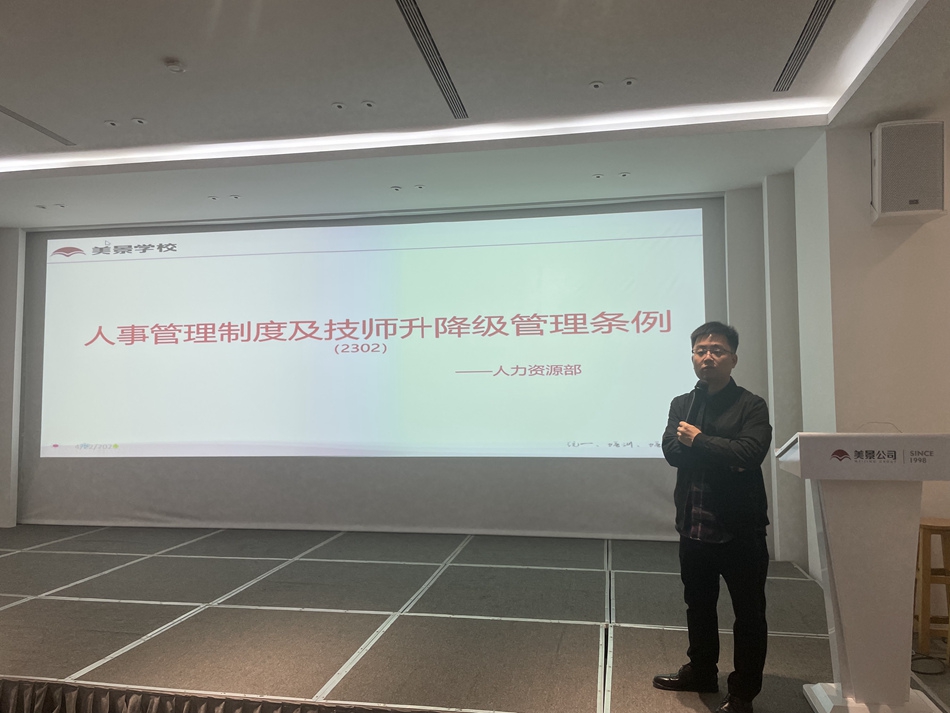 美景学校
人事管理制度及技师升降级管理条例
(2302)
——人力资源部
美景公司
SINCE
1998